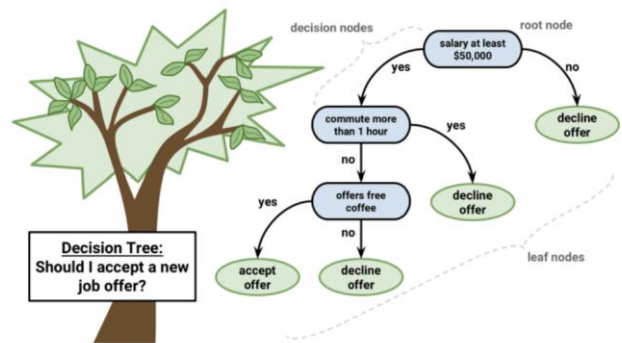 decision nodes
root node
salary at least
$50,000
yes
no
commute more
than 1 hour
yes
decline
offer
no
offers free
coffee
decline
offer
yes
no
leaf nodes
Decision Tree:
Should I accept a new
job offer?
accept
offer
decline
offer